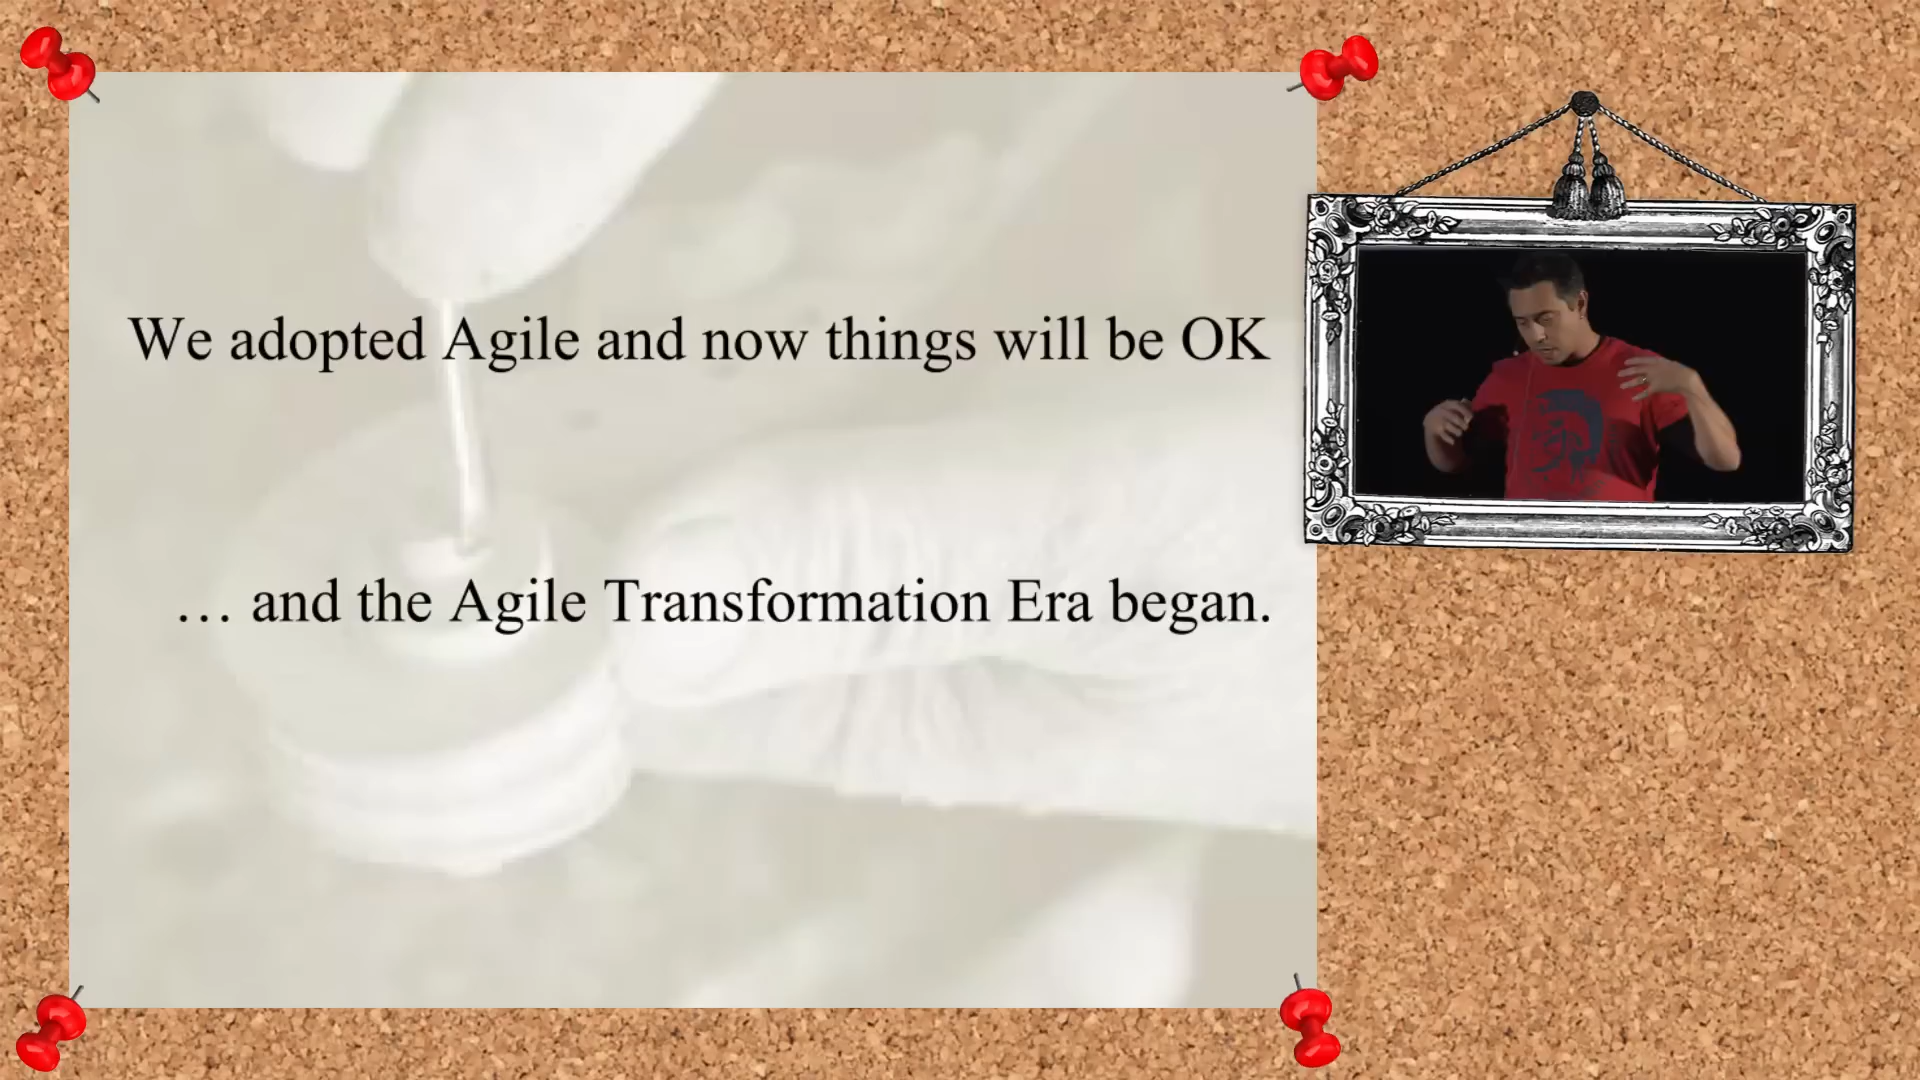 We adopted Agile and now things will be OK
… and the Agile Transformation Era began.